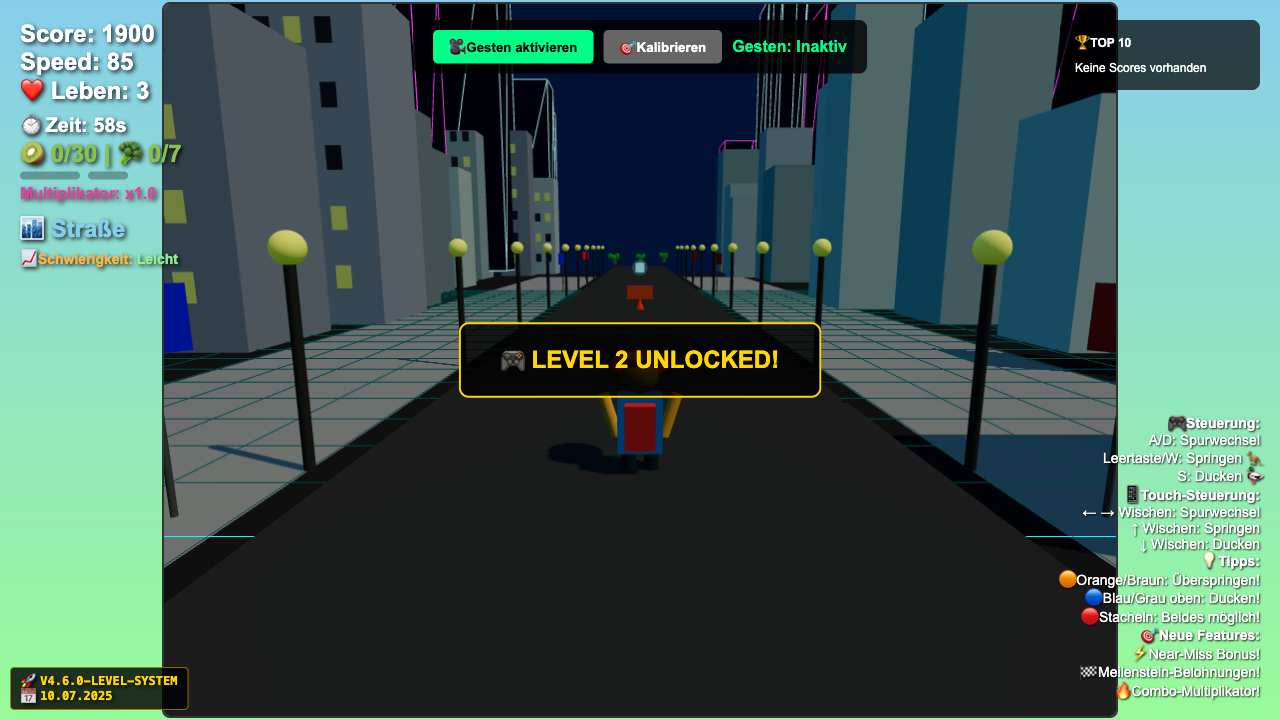 Score: 1900
Speed: 85
❤️ Leben: 3
⏱️ Zeit: 58s
🥝 0/30 | 🥦 0/7
Multiplikator: x1.0
🏙️ Straße
📈Schwierigkeit: Leicht
🎥Gesten aktivieren
🎯Kalibrieren
Gesten: Inaktiv
🏆TOP 10
Keine Scores vorhanden
🎮 LEVEL 2 UNLOCKED!
🎮Steuerung:
A/D: Spurwechsel
Leertaste/W: Springen 🦘
S: Ducken 🦆
📱Touch-Steuerung:
←→ Wischen: Spurwechsel
↑ Wischen: Springen
↓ Wischen: Ducken
💡Tipps:
🟠Orange/Braun: Überspringen!
🔵Blau/Grau oben: Ducken!
🔴Stacheln: Beides möglich!
🎯Neue Features:
⚡Near-Miss Bonus!
🏁Meilenstein-Belohnungen!
🔥Combo-Multiplikator!
🚀 V4.6.0-LEVEL-SYSTEM
📅 10.07.2025